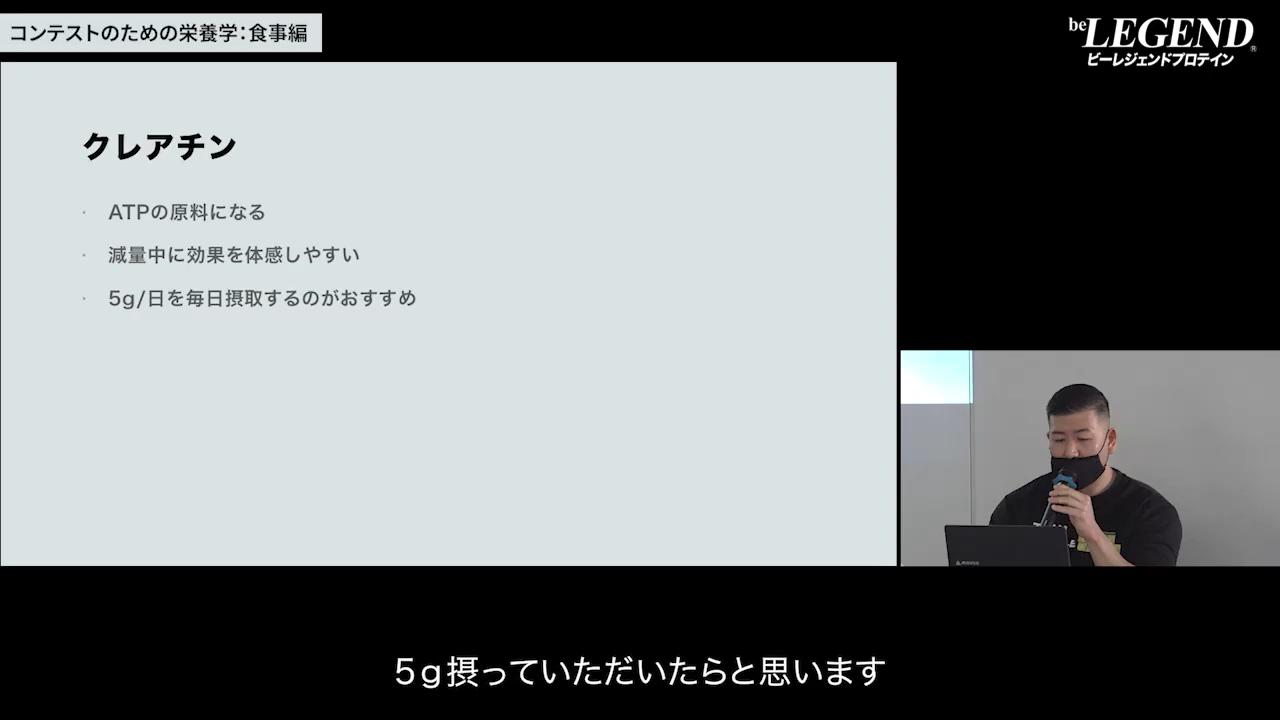 コンテストのための栄養学:食事編
be LEGEND®
ビーレジェンドプロテイン
クレアチン
・ ATPの原料になる
・ 減量中に効果を体感しやすい
・ 5g/日を毎日摂取するのがおすすめ
5g摂っていただいたらと思います